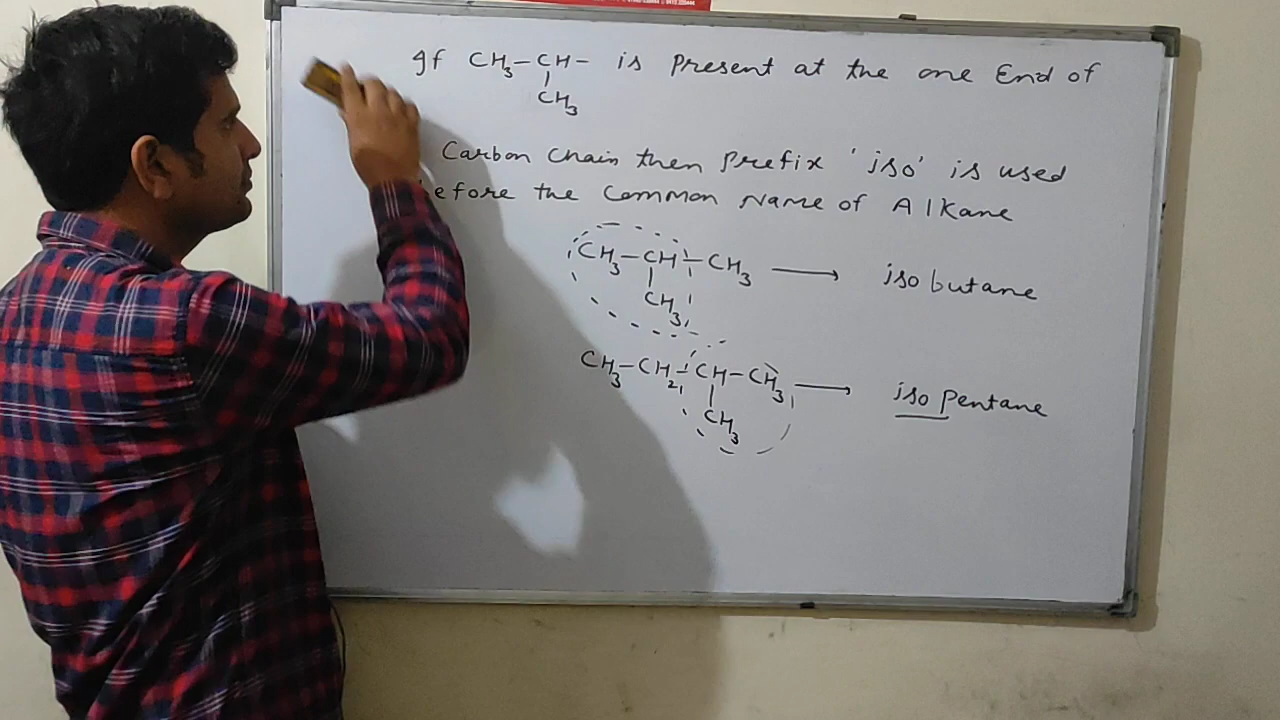 If CH3-CH- is Present at the one End of
CH3
Carbon Chain then Prefix 'iso' is used
efore the Common Name of Alkane
CH3-CH-CH3 → iso butane
CH3
CH3-CH2-CH-CH3 → iso Pentane
CH3